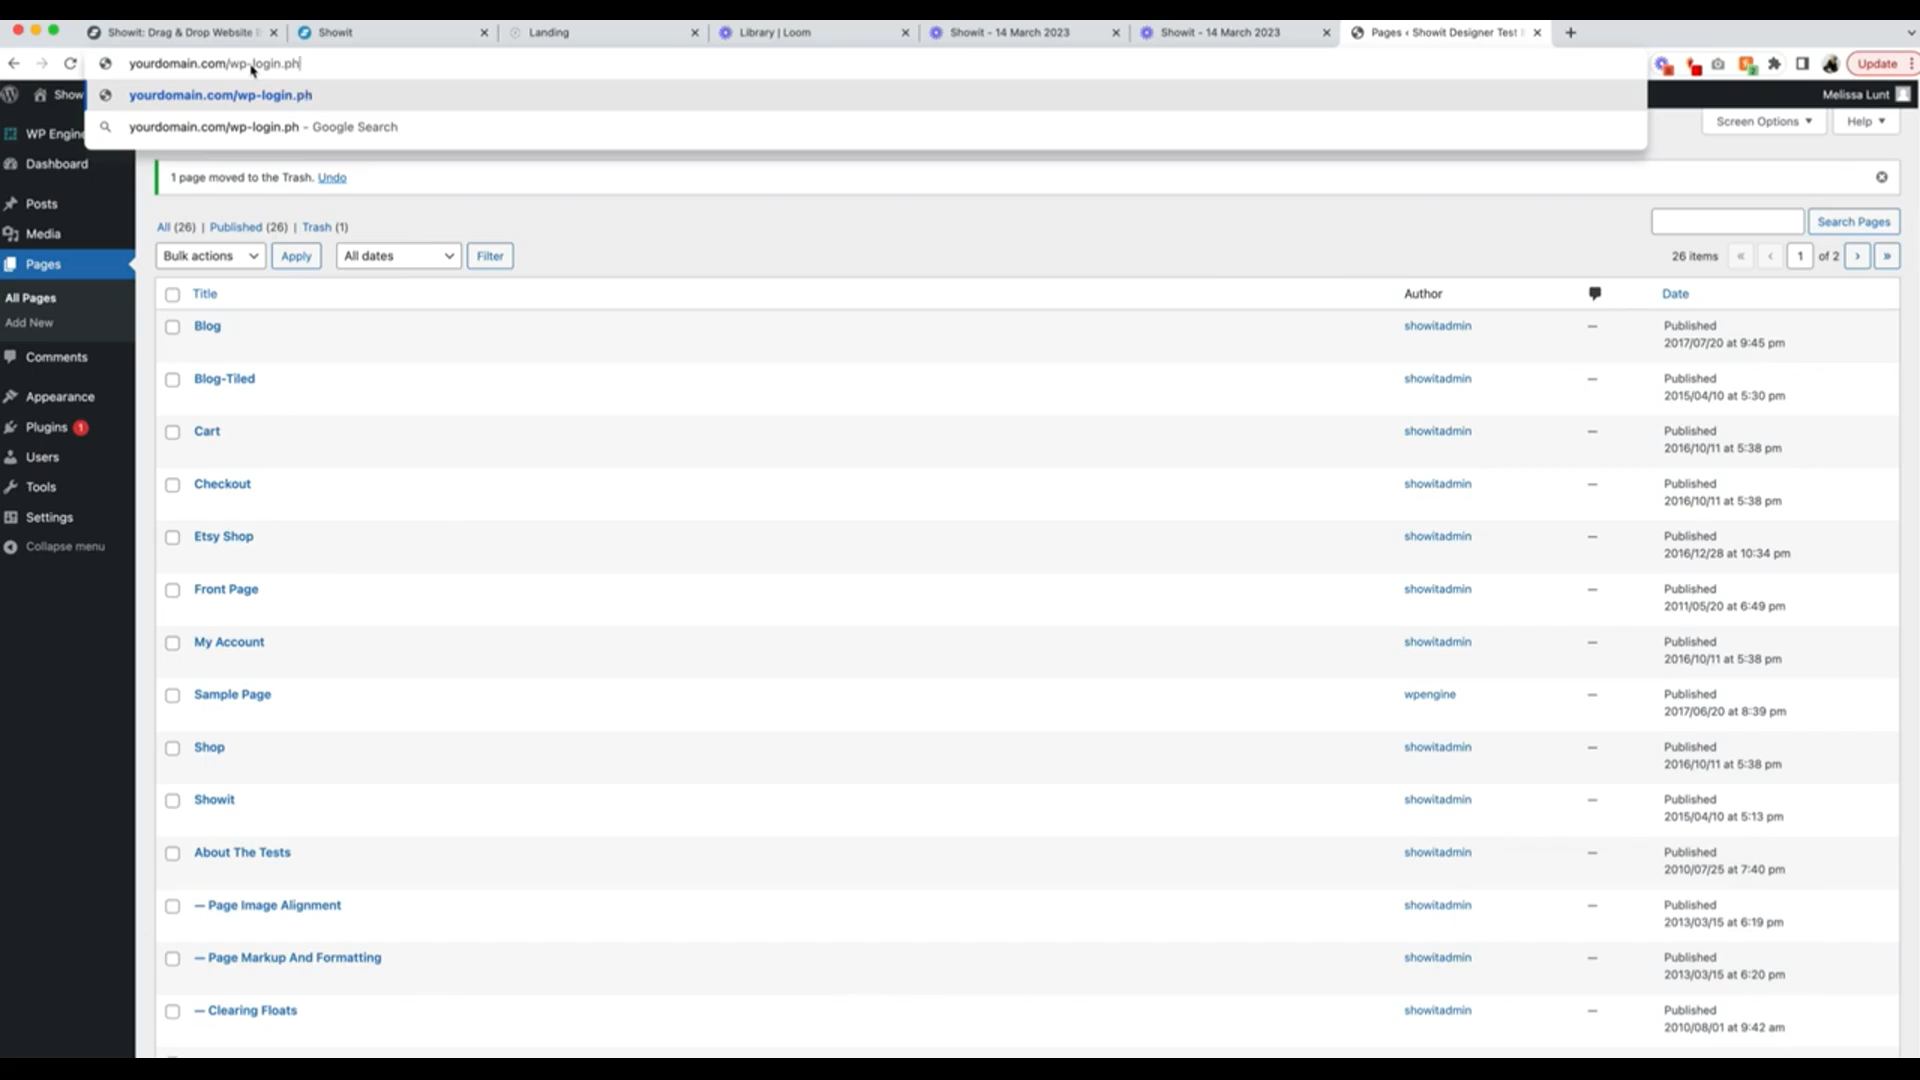 Showit: Drag & Drop Website
Showit
Landing
Library | Loom
Showit - 14 March 2023
Showit - 14 March 2023
Pages ‹ Showit Designer Test
yourdomain.com/wp-login.ph
Update
yourdomain.com/wp-login.ph
yourdomain.com/wp-login.ph - Google Search
Show
Melissa Lunt
Screen Options
Help
WP Engine
Dashboard
Posts
Media
Pages
All Pages
Add New
Comments
Appearance
Plugins 1
Users
Tools
Settings
Collapse menu
1 page moved to the Trash. Undo
All (26) | Published (26) | Trash (1)
Search Pages
Bulk actions
Apply
All dates
Filter
26 items « ‹ 1 of 2 › »
Title Author Date
Blog showitadmin — Published
2017/07/20 at 9:45 pm
Blog-Tiled showitadmin — Published
2015/04/10 at 5:30 pm
Cart showitadmin — Published
2016/10/11 at 5:38 pm
Checkout showitadmin — Published
2016/10/11 at 5:38 pm
Etsy Shop showitadmin — Published
2016/12/28 at 10:34 pm
Front Page showitadmin — Published
2011/05/20 at 6:49 pm
My Account showitadmin — Published
2016/10/11 at 5:38 pm
Sample Page wpengine — Published
2017/06/20 at 8:39 pm
Shop showitadmin — Published
2016/10/11 at 5:38 pm
Showit showitadmin — Published
2015/04/10 at 5:13 pm
About The Tests showitadmin — Published
2010/07/25 at 7:40 pm
— Page Image Alignment showitadmin — Published
2013/03/15 at 6:19 pm
— Page Markup And Formatting showitadmin — Published
2013/03/15 at 6:20 pm
— Clearing Floats showitadmin — Published
2010/08/01 at 9:42 am